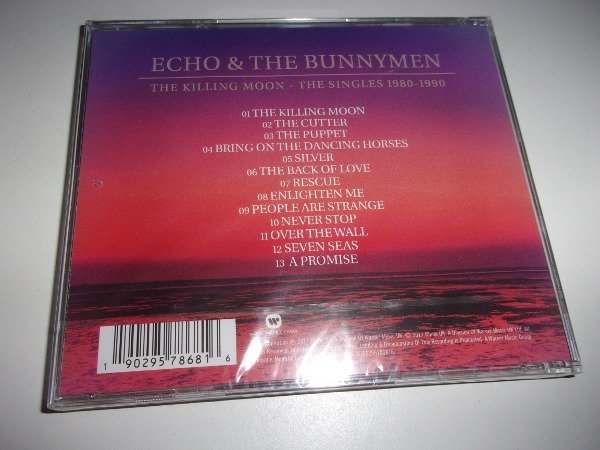 ECHO & THE BUNNYMEN
THE KILLING MOON - THE SINGLES 1980-1990
01 THE KILLING MOON
02 THE CUTTER
03 THE PUPPET
04 BRING ON THE DANCING HORSES
05 SILVER
06 THE BACK OF LOVE
07 RESCUE
08 ENLIGHTEN ME
09 PEOPLE ARE STRANGE
10 NEVER STOP
11 OVER THE WALL
12 SEVEN SEAS
13 A PROMISE
1 90295 78681 6